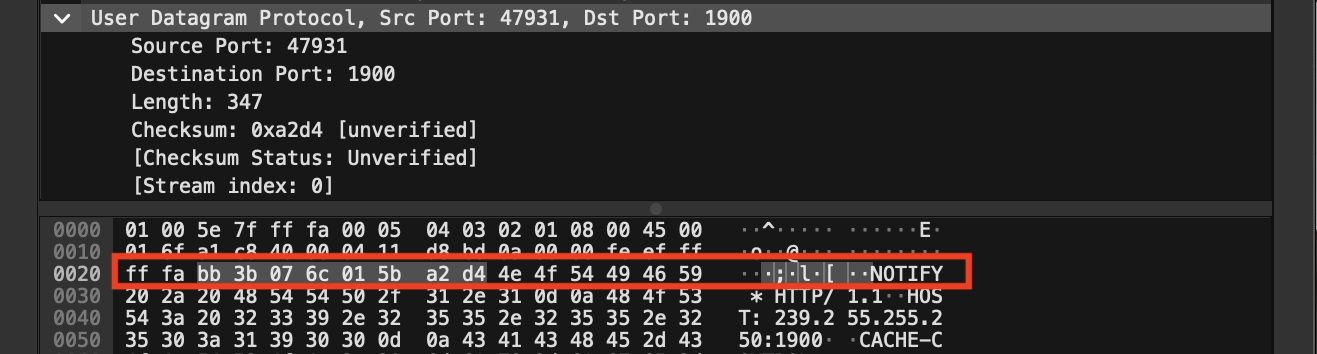 User Datagram Protocol, Src Port: 47931, Dst Port: 1900
Source Port: 47931
Destination Port: 1900
Length: 347
Checksum: 0xa2d4 [unverified]
[Checksum Status: Unverified]
[Stream index: 0]
0000 01 00 5e 7f ff fa 00 05 04 03 02 01 08 00 45 00 ··^····· ······E·
0010 01 6f a1 c8 40 00 04 11 d8 bd 0a 00 00 fe ef ff ·o··@··· ········
0020 ff fa bb 3b 07 6c 01 5b a2 d4 4e 4f 54 49 46 59 ···;·l·[ ··NOTIFY
0030 20 2a 20 48 54 54 50 2f 31 2e 31 0d 0a 48 4f 53 * HTTP/ 1.1··HOS
0040 54 3a 20 32 33 39 2e 32 35 35 2e 32 35 35 2e 32 T: 239.2 55.255.2
0050 35 30 3a 31 39 30 30 0d 0a 43 41 43 48 45 2d 43 50:1900· ·CACHE-C